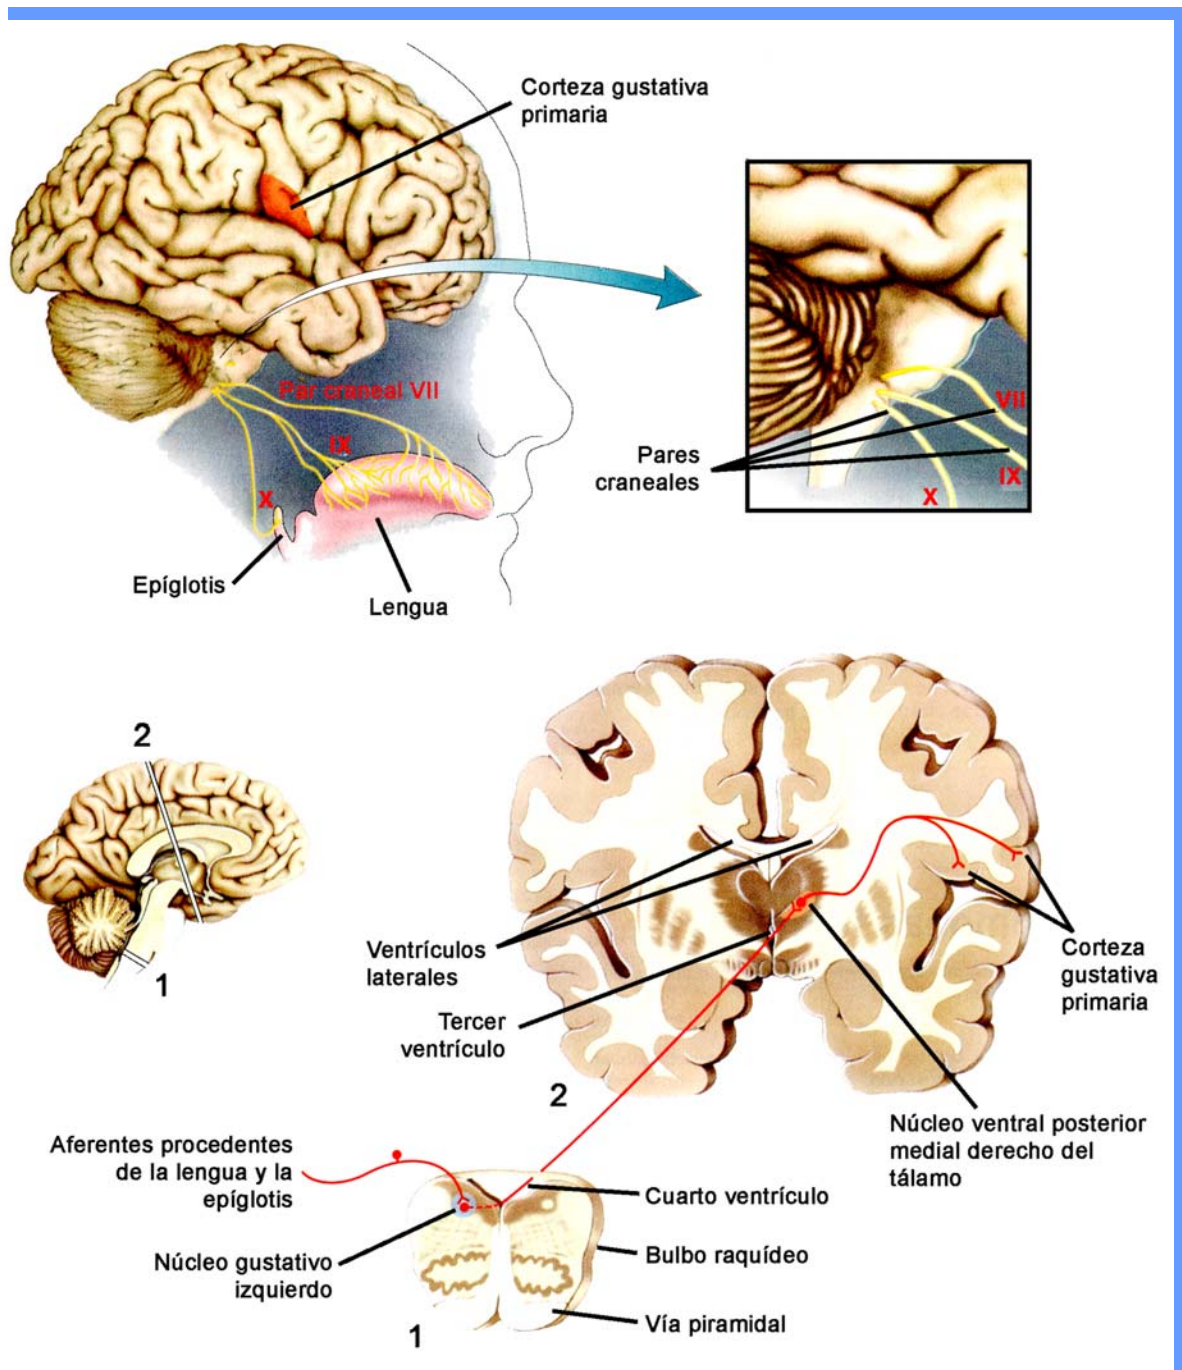 Corteza gustativa
primaria
Par craneal VII
IX
X
Epíglotis
Lengua
VII
IX
X
Pares
craneales
2
1
Ventrículos
laterales
Tercer
ventrículo
2
Corteza
gustativa
primaria
Núcleo ventral posterior
medial derecho del
tálamo
Aferentes procedentes
de la lengua y la
epíglotis
Núcleo gustativo
izquierdo
1
Cuarto ventrículo
Bulbo raquídeo
Vía piramidal